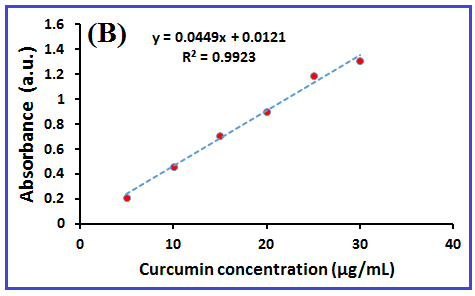 (B)
y = 0.0449x + 0.0121
R² = 0.9923
Absorbance (a.u.)
1.6
1.4
1.2
1
0.8
0.6
0.4
0.2
0
0 10 20 30 40
Curcumin concentration (µg/mL)